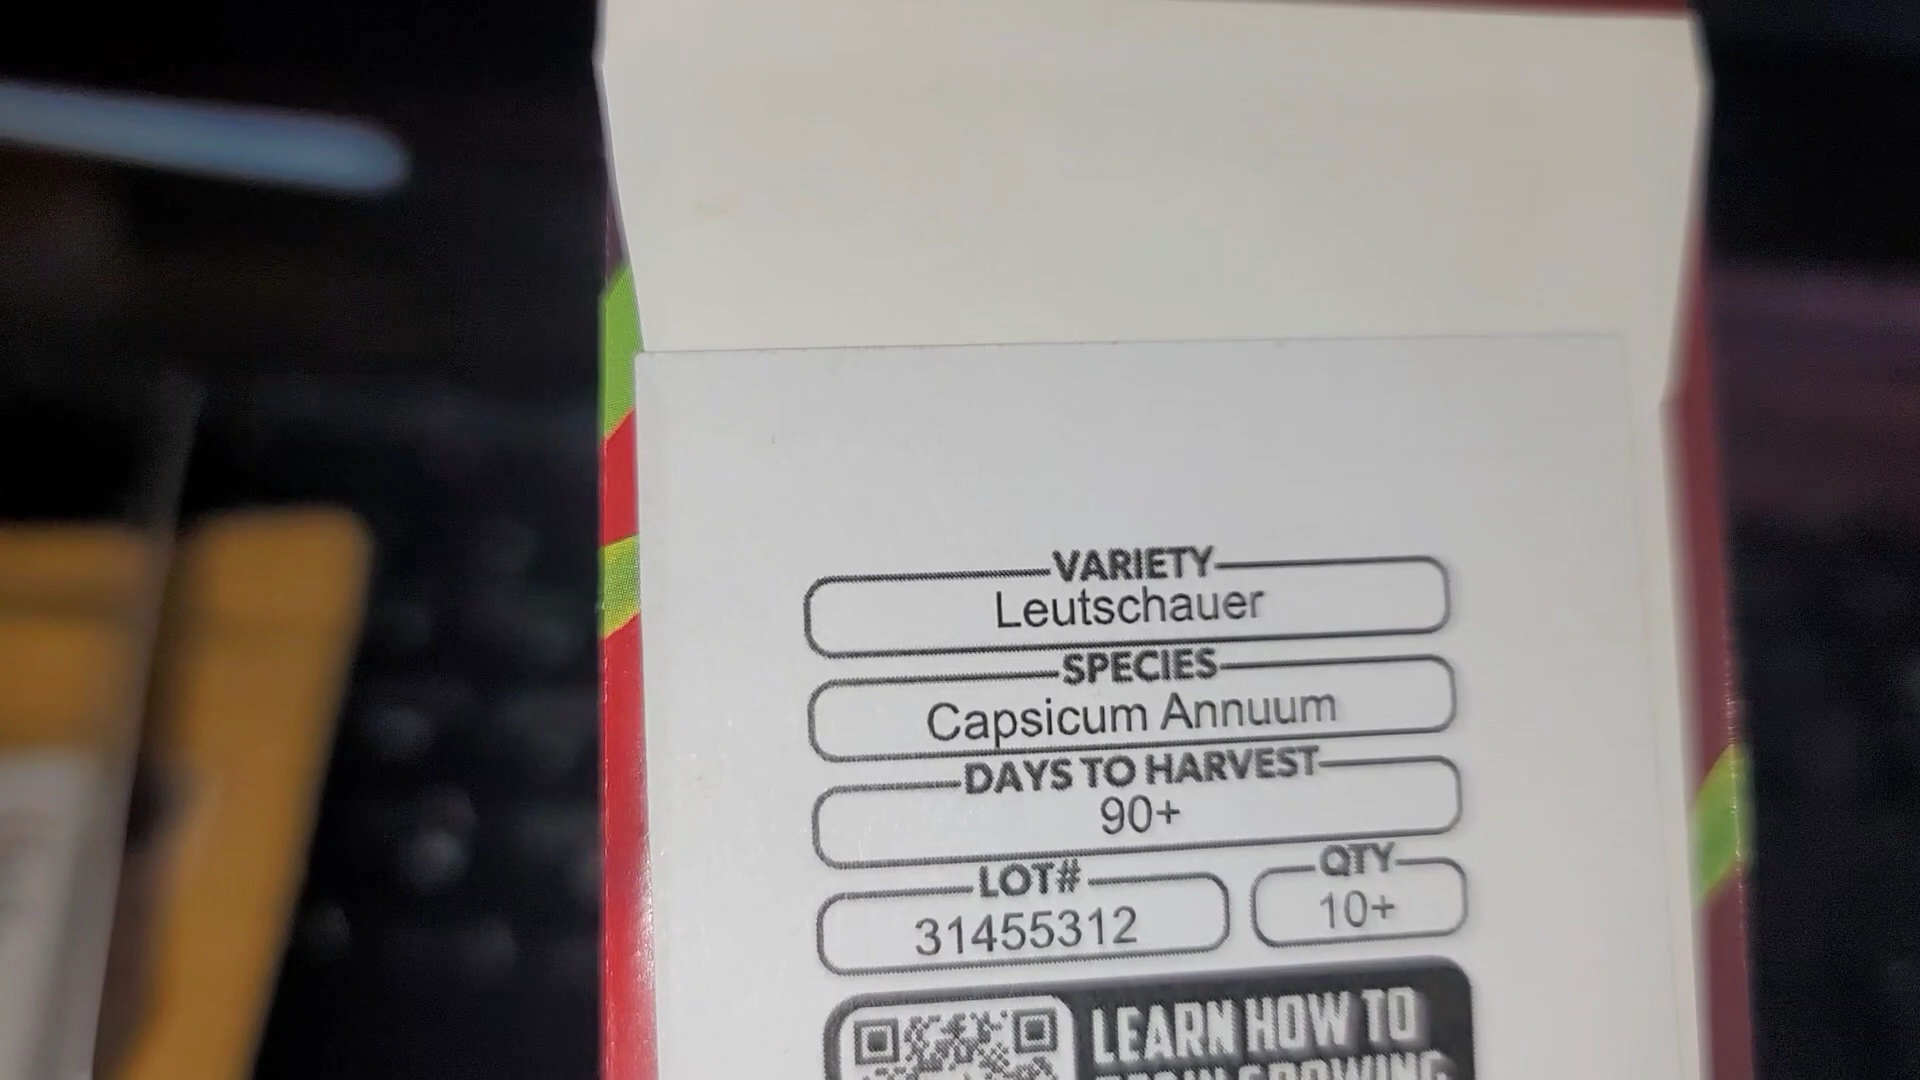 VARIETY
Leutschauer
SPECIES
Capsicum Annuum
DAYS TO HARVEST
90+
LOT#
31455312
QTY
10+
LEARN HOW TO